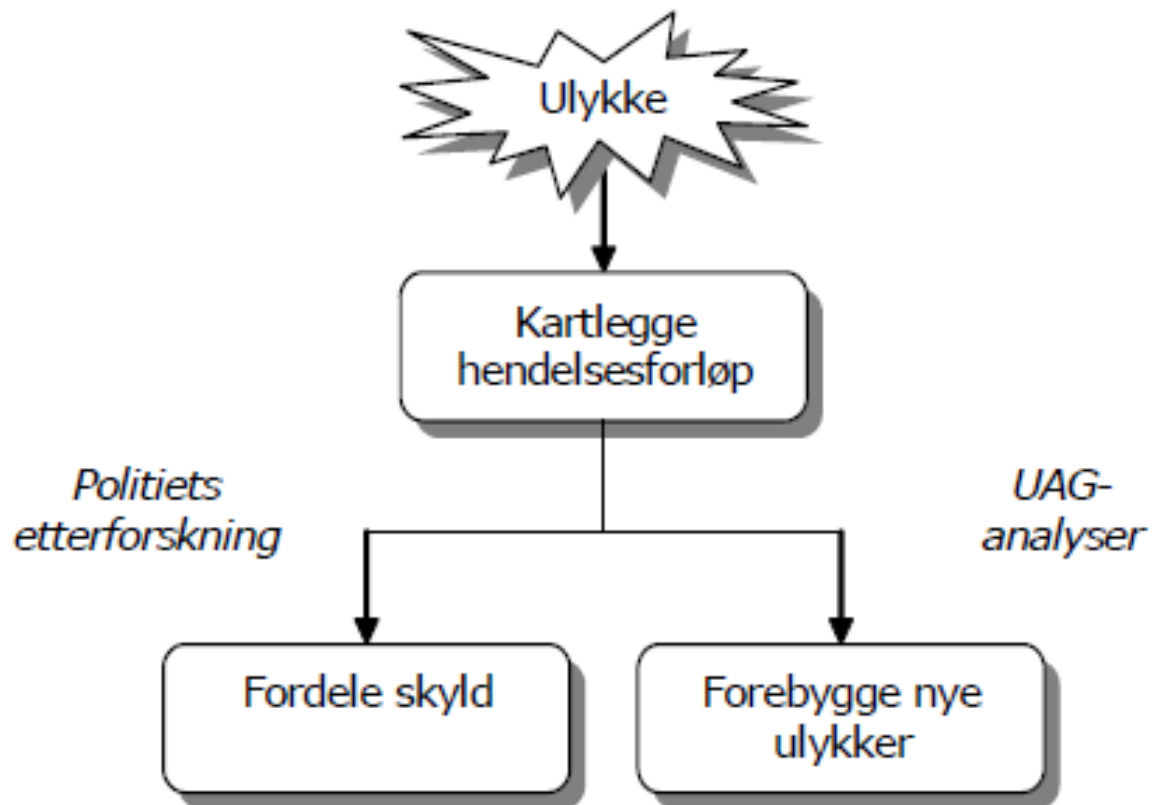 Ulykke
Kartlegge
hendelsesforløp
Politiets
etterforskning
UAG-
analyser
Fordele skyld
Forebygge nye
ulykker